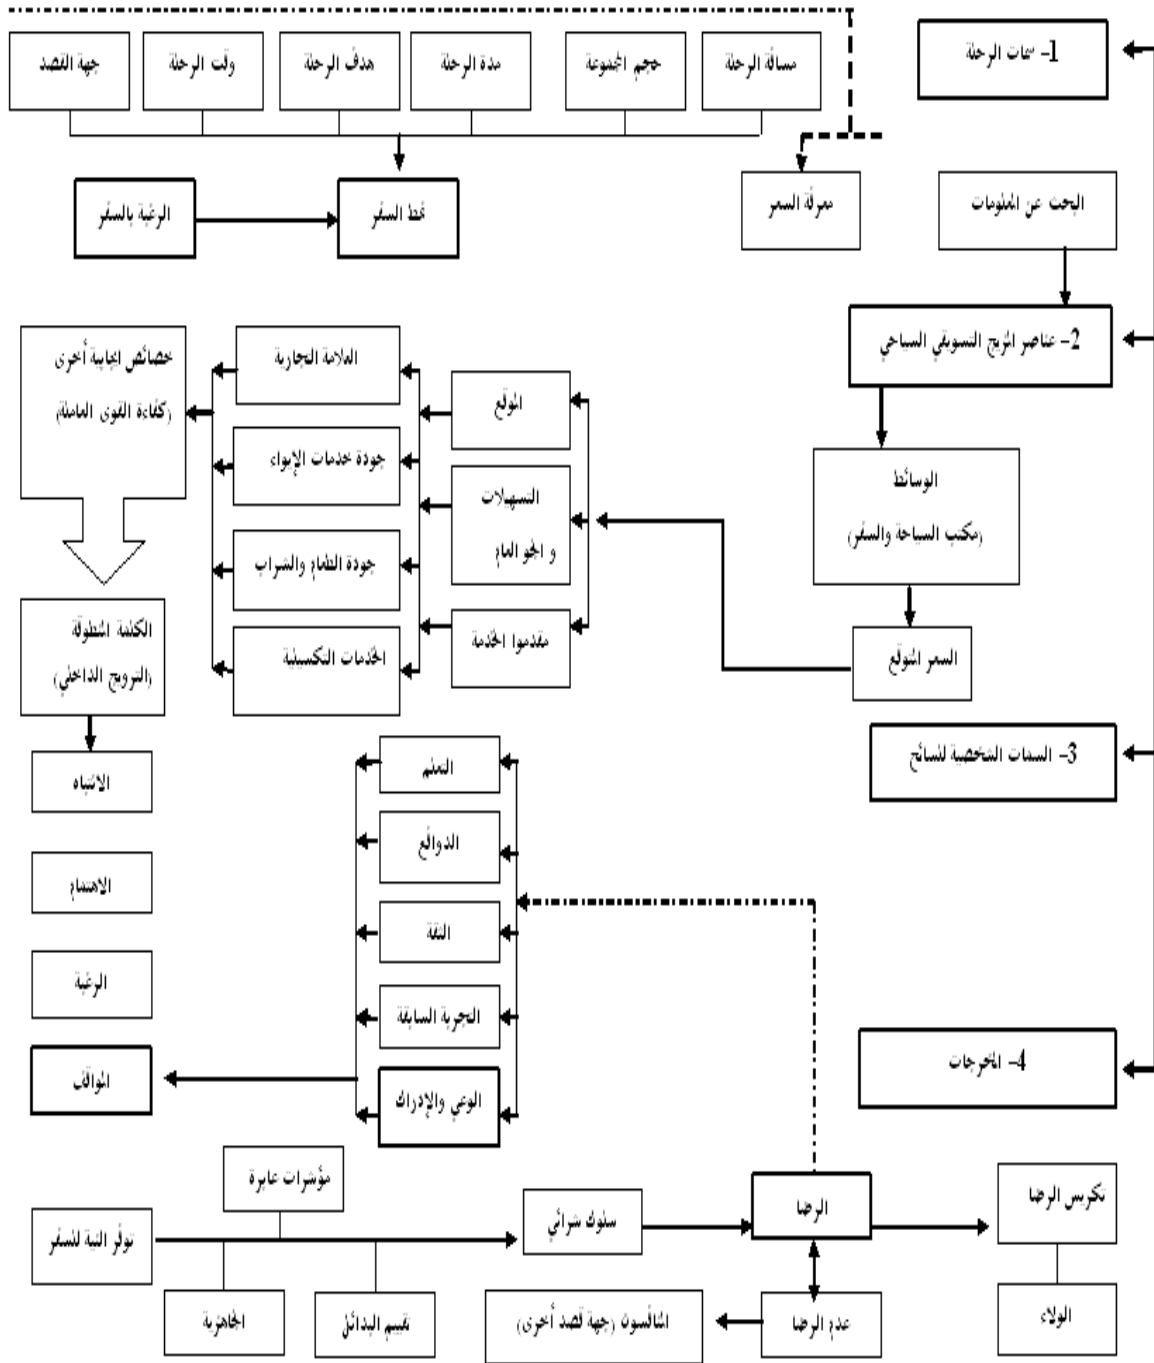 1- سمات الرحلة
مسافة الرحلة
حجم المجموعة
مدة الرحلة
هدف الرحلة
وقت الرحلة
جهة القصد
البحث عن المعلومات
معرفة السعر
نمط السفر
الرغبة بالسفر
2- عناصر المزيج التسويقي السياحي
الوسائط
(مكتب السياحة والسفر)
السعر المتوقع
الموقع
التسهيلات
و الجو العام
مقدموا الخدمة
العلامة التجارية
جودة خدمات الإيواء
جودة الطعام والشراب
الخدمات التكميلية
خصائص إيجابية أخرى
(كفاءة القوى العاملة)
الكلمة المنطوقة
(الترويج الداخلي)
3- السمات الشخصية للسائح
التعلم
الدوافع
الثقة
التجربة السابقة
الوعي والإدراك
الانتباه
الاهتمام
الرغبة
المواقف
4- المخرجات
مؤشرات عابرة
توفر النية للسفر
الجاهزية
تقييم البدائل
سلوك شرائي
الرضا
تكريس الرضا
الولاء
عدم الرضا
المنافسون (جهة قصد أخرى)